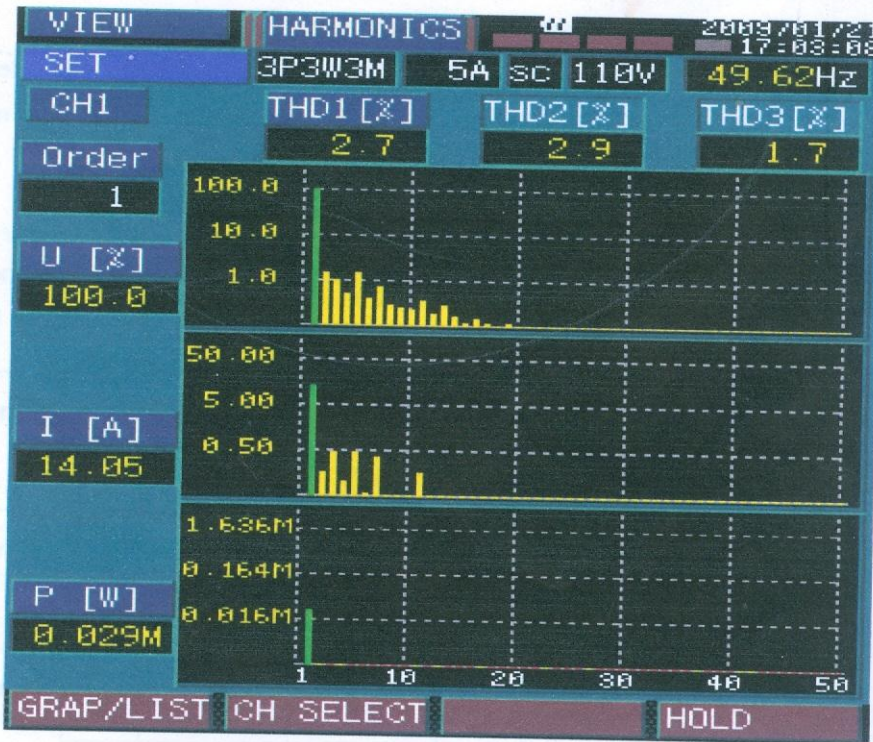 VIEW HARMONICS 2009/01/21
17:03:08
SET 3P3W3M 5A SC 110V 49.62Hz
CH1 THD1[%] THD2[%] THD3[%]
2.7 2.9 1.7
Order
1
100.0
10.0
1.0
U [%]
100.0
50.00
5.00
0.50
I [A]
14.05
1.636M
0.164M
0.016M
P [W]
0.029M
1 10 20 30 40 50
GRAP/LIST CH SELECT HOLD